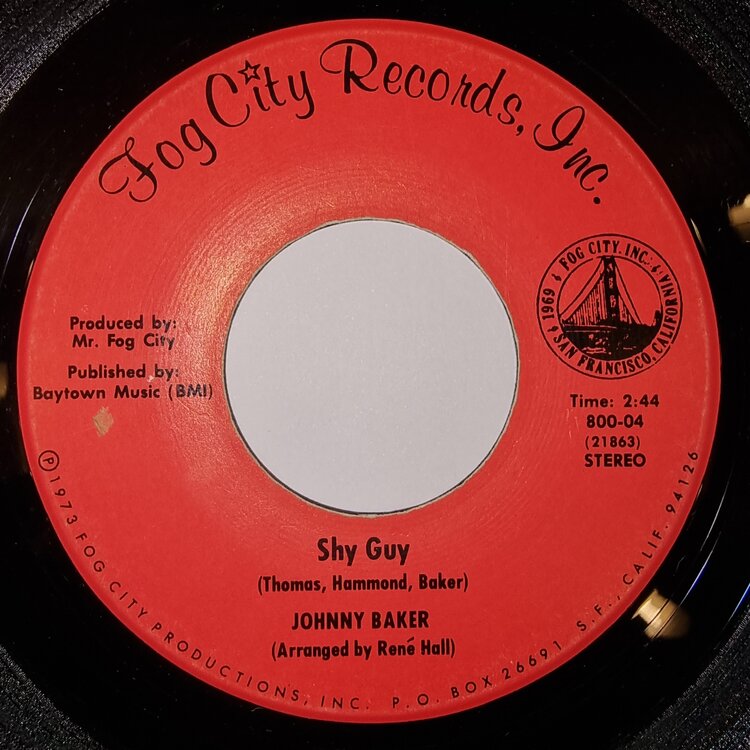 Fog City Records, Inc.
FOG CITY, INC.
1969 SAN FRANCISCO, CALIFORNIA
Produced by:
Mr. Fog City
Published by:
Baytown Music (BMI)
Time: 2:44
800-04
(21863)
STEREO
Shy Guy
(Thomas, Hammond, Baker)
JOHNNY BAKER
(Arranged by René Hall)
Ⓟ 1973 FOG CITY PRODUCTIONS, INC. P.O. BOX 26691 S.F., CALIF. 94126